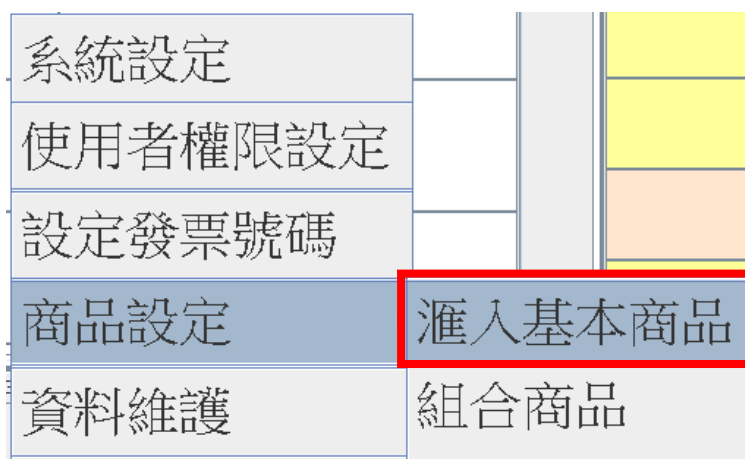 系統設定
使用者權限設定
設定發票號碼
商品設定
滙入基本商品
資料維護
組合商品